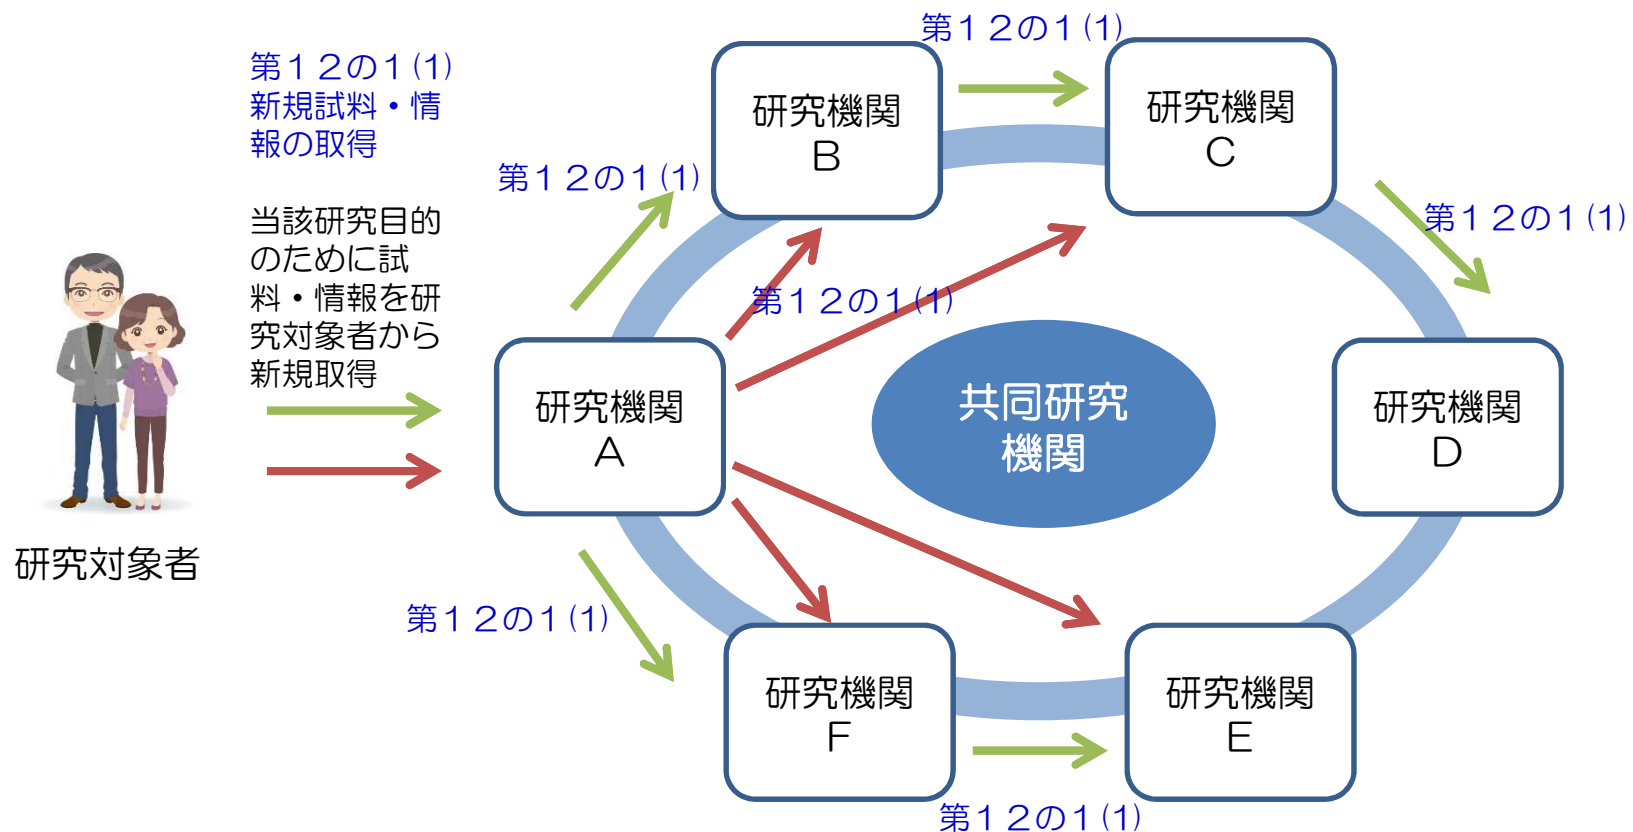 第１２の１(1)
新規試料・情
報の取得
当該研究目的
のために試
料・情報を研
究対象者から
新規取得
研究対象者
第１２の１(1)
研究機関
B
第１２の１(1)
研究機関
C
第１２の１(1)
第１２の１(1)
研究機関
A
共同研究
機関
研究機関
D
第１２の１(1)
研究機関
F
研究機関
E
第１２の１(1)